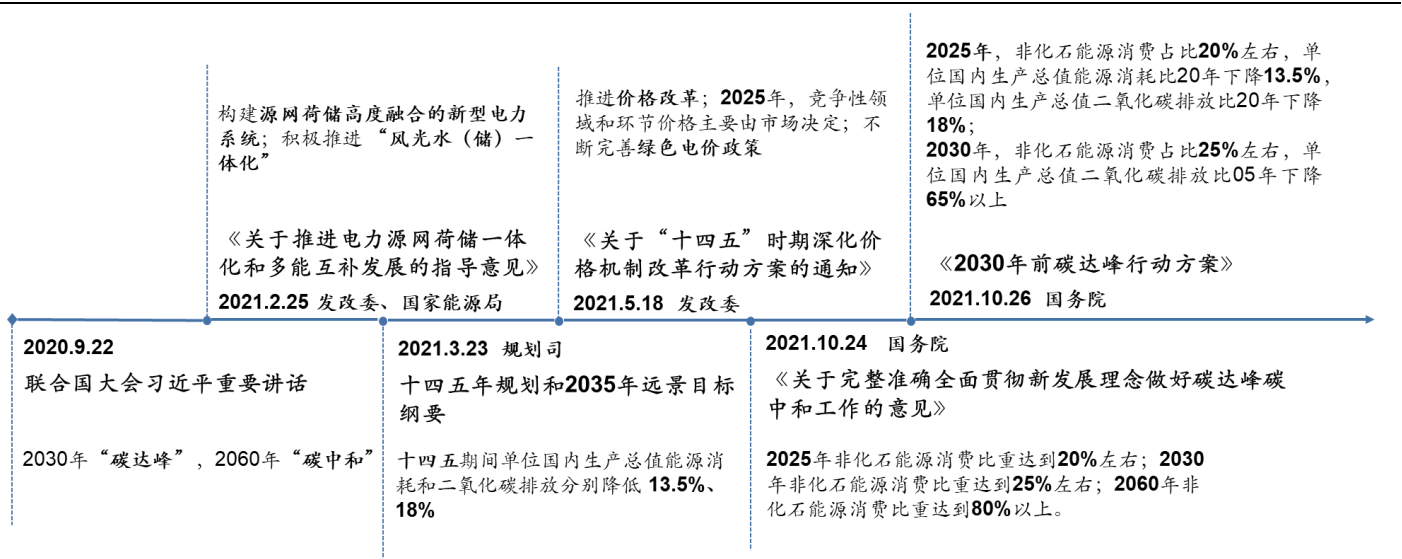 构建源网荷储高度融合的新型电力
系统；积极推进“风光水（储）一
体化”
《关于推进电力源网荷储一体
化和多能互补发展的指导意见》
2021.2.25 发改委、国家能源局
推进价格改革；2025年，竞争性领
域和环节价格主要由市场决定；不
断完善绿色电价政策
《关于“十四五”时期深化价
格机制改革行动方案的通知》
2021.5.18 发改委
2025年，非化石能源消费占比20%左右，单
位国内生产总值能源消耗比20年下降13.5%，
单位国内生产总值二氧化碳排放比20年下降
18%；
2030年，非化石能源消费占比25%左右，单
位国内生产总值二氧化碳排放比05年下降
65%以上
《2030年前碳达峰行动方案》
2021.10.26 国务院
2020.9.22
联合国大会习近平重要讲话
2030年“碳达峰”，2060年“碳中和”
2021.3.23 规划司
十四五年规划和2035年远景目标
纲要
十四五期间单位国内生产总值能源消
耗和二氧化碳排放分别降低 13.5%、
18%
2021.10.24 国务院
《关于完整准确全面贯彻新发展理念做好碳达峰碳
中和工作的意见》
2025年非化石能源消费比重达到20%左右；2030
年非化石能源消费比重达到25%左右；2060年非
化石能源消费比重达到80%以上。